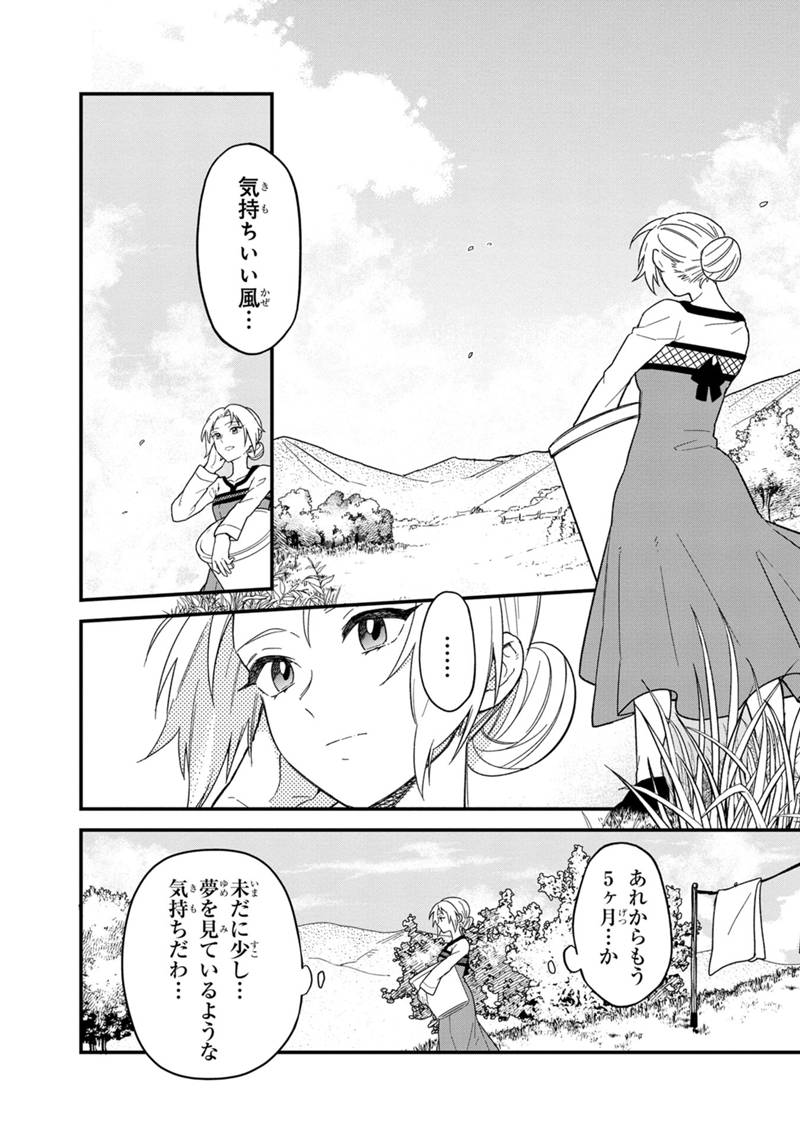 気持ちいい風…
……
あれからもう
5ヶ月…か
未だに少し…
夢を見ているような
気持ちだわ…